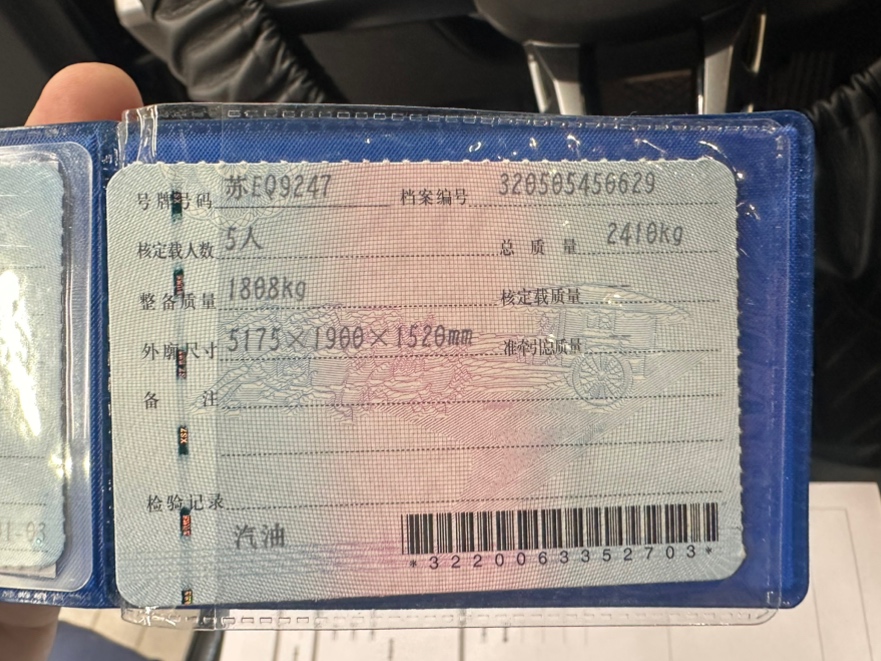 号牌号码 苏EQ9247 档案编号 320505450629
核定载人数 5人 总质量 2410kg
整备质量 1808kg 核定载质量
外廓尺寸 5175×1900×1520mm 准牵引总质量
备注
检验记录
汽油
*3220063352703*